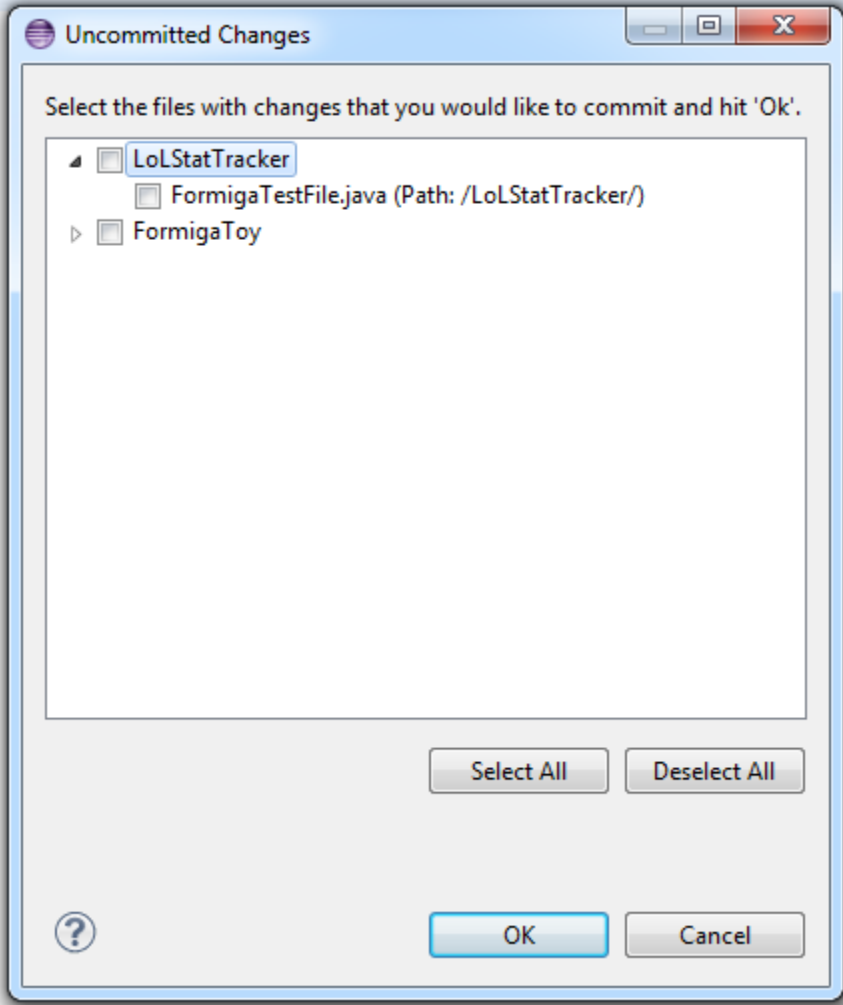 Uncommitted Changes
Select the files with changes that you would like to commit and hit 'Ok'.
LoLStatTracker
FormigaTestFile.java (Path: /LoLStatTracker/)
FormigaToy
Select All Deselect All
? OK Cancel